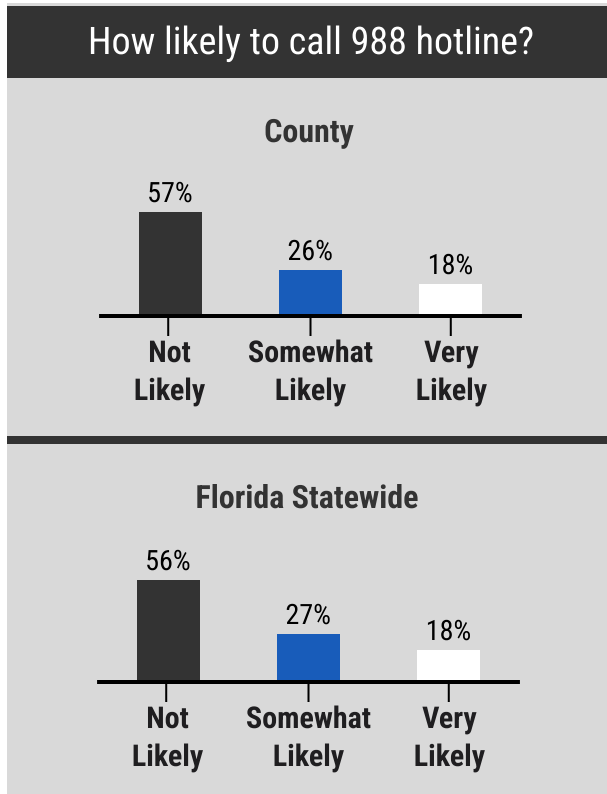 How likely to call 988 hotline?
County
57%
26%
18%
Not
Likely
Somewhat
Likely
Very
Likely
Florida Statewide
56%
27%
18%
Not
Likely
Somewhat
Likely
Very
Likely